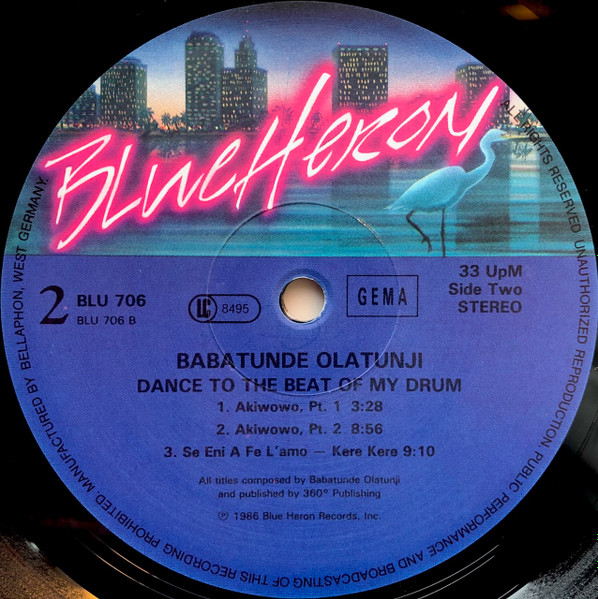 BLUE HERON
MANUFACTURED BY BELLAPHON, WEST GERMANY.
ALL RIGHTS RESERVED UNAUTHORIZED REPRODUCTION PUBLIC PERFORMANCE AND BROADCASTING OF THIS RECORDING PROHIBITED
2
BLU 706
BLU 706 B
LC 8495
GEMA
33 UpM
Side Two
STEREO
BABATUNDE OLATUNJI
DANCE TO THE BEAT OF MY DRUM
1. Akiwowo, Pt. 1 3:28
2. Akiwowo, Pt. 2 8:56
3. Se Eni A Fe L'amo — Kere Kere 9:10
All titles composed by Babatunde Olatunji
and published by 360° Publishing
℗ 1986 Blue Heron Records, Inc.